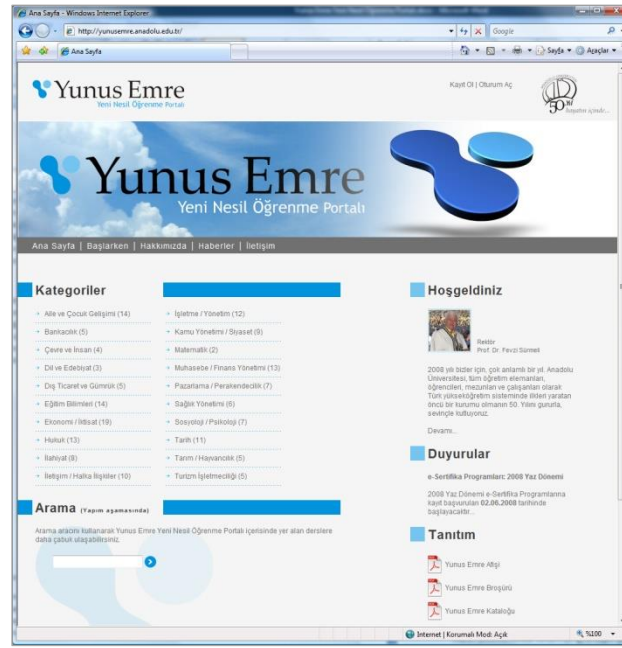 Ana Sayfa - Windows Internet Explorer
http://yunusemre.anadolu.edu.tr/
Google
Ana Sayfa
Sayfa
Araçlar
Yunus Emre
Yeni Nesil Öğrenme Portalı
Kayıt Ol | Oturum Aç
50. Yıl
hayatın içinde...
Yunus Emre
Yeni Nesil Öğrenme Portalı
Ana Sayfa | Başlarken | Hakkımızda | Haberler | İletişim
Kategoriler
Aile ve Çocuk Gelişimi (14)
Bankacılık (5)
Çevre ve İnsan (4)
Dil ve Edebiyat (3)
Dış Ticaret ve Gümrük (5)
Eğitim Bilimleri (14)
Ekonomi / İktisat (19)
Hukuk (13)
İlahiyat (8)
İletişim / Halka İlişkiler (10)
İşletme / Yönetim (12)
Kamu Yönetimi / Siyaset (9)
Matematik (2)
Muhasebe / Finans Yönetimi (13)
Pazarlama / Perakendecilik (7)
Sağlık Yönetimi (6)
Sosyoloji / Psikoloji (7)
Tarih (11)
Tarım / Hayvancılık (5)
Turizm İşletmeciliği (5)
Arama (Yapım aşamasında)
Arama aracını kullanarak Yunus Emre Yeni Nesil Öğrenme Portalı içerisinde yer alan derslere
daha çabuk ulaşabilirsiniz.
Hoşgeldiniz
Rektör
Prof. Dr. Fevzi Sürmeli
2008 yılı bizler için, çok anlamlı bir yıl. Anadolu
Üniversitesi, tüm öğretim elemanları,
öğrencileri, mezunları ve çalışanları olarak
Türk yükseköğretim sisteminde ilkleri yaratan
öncü bir kurumu olmanın 50. Yılını gururla,
sevinçle kutluyoruz.
Devamı...
Duyurular
e-Sertifika Programları: 2008 Yaz Dönemi
2008 Yaz Dönemi e-Sertifika Programlarına
kayıt başvuruları 02.06.2008 tarihinde
başlayacaktır...
Tanıtım
Yunus Emre Afişi
Yunus Emre Broşürü
Yunus Emre Kataloğu
Internet | Korumalı Mod: Açık
%100